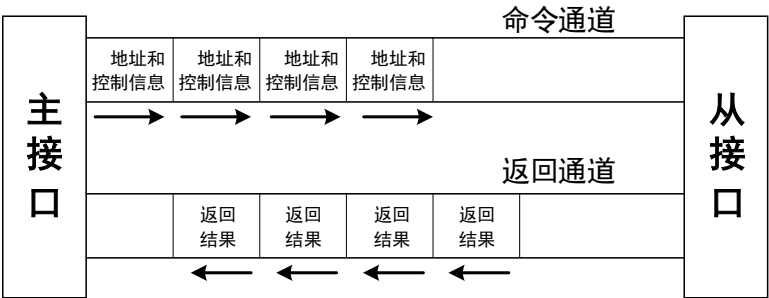 命令通道
地址和 地址和 地址和 地址和
控制信息 控制信息 控制信息 控制信息
主接口
从接口
返回通道
返回 返回 返回 返回
结果 结果 结果 结果